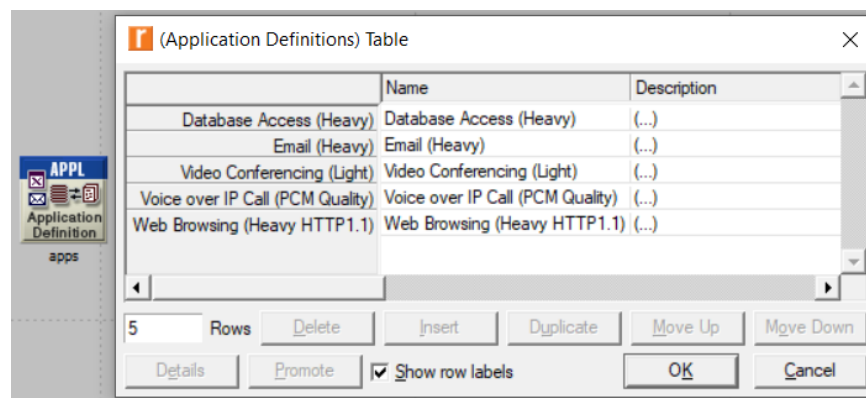 (Application Definitions) Table
Name Description
Database Access (Heavy) Database Access (Heavy) (...)
Email (Heavy) Email (Heavy) (...)
APPL Video Conferencing (Light) Video Conferencing (Light) (...)
Voice over IP Call (PCM Quality) Voice over IP Call (PCM Quality) (...)
Application
Web Browsing (Heavy HTTP1.1) Web Browsing (Heavy HTTP1.1) (...)
Definition
apps
5 Rows Delete Insert Duplicate Move Up Move Down
Details Promote Show row labels OK Cancel